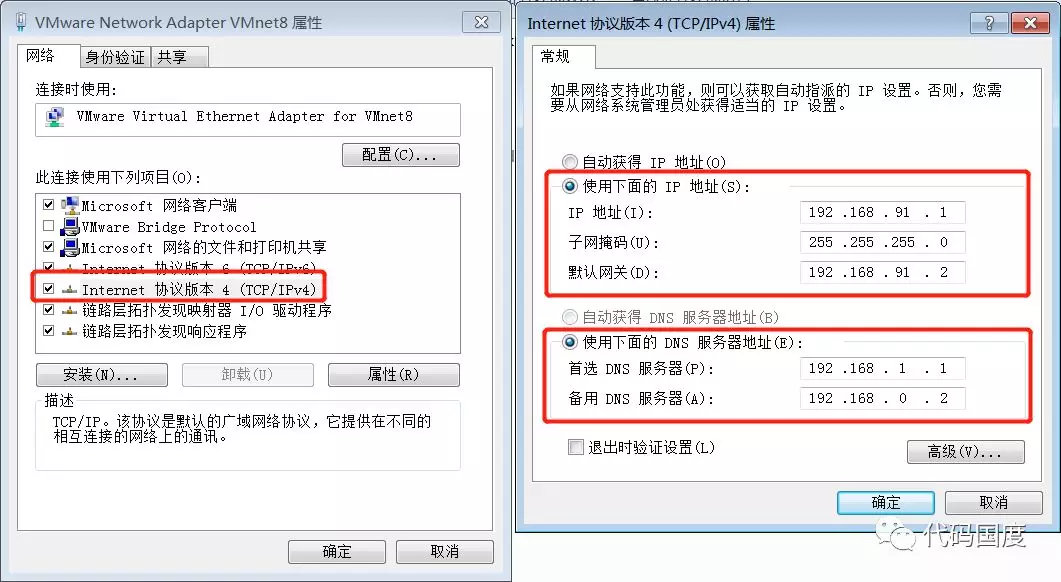 VMware Network Adapter VMnet8 属性
网络
身份验证
共享
连接时使用:
VMware Virtual Ethernet Adapter for VMnet8
配置(C)...
此连接使用下列项目(O):
Microsoft 网络客户端
VMware Bridge Protocol
Microsoft 网络的文件和打印机共享
Internet 协议版本 6 (TCP/IPv6)
Internet 协议版本 4 (TCP/IPv4)
链路层拓扑发现映射器 I/O 驱动程序
链路层拓扑发现响应程序
安装(N)...
卸载(U)
属性(R)
描述
TCP/IP。该协议是默认的广域网络协议，它提供在不同的
相互连接的网络上的通讯。
确定
取消
Internet 协议版本 4 (TCP/IPv4) 属性
常规
如果网络支持此功能，则可以获取自动指派的 IP 设置。否则，您需
要从网络系统管理员处获得适当的 IP 设置。
自动获得 IP 地址(O)
使用下面的 IP 地址(S):
IP 地址(I): 192 .168 . 91 . 1
子网掩码(U): 255 .255 .255 . 0
默认网关(D): 192 .168 . 91 . 2
自动获得 DNS 服务器地址(B)
使用下面的 DNS 服务器地址(E):
首选 DNS 服务器(P): 192 .168 . 1 . 1
备用 DNS 服务器(A): 192 .168 . 0 . 2
退出时验证设置(L)
高级(V)...
确定
取消
代码国度